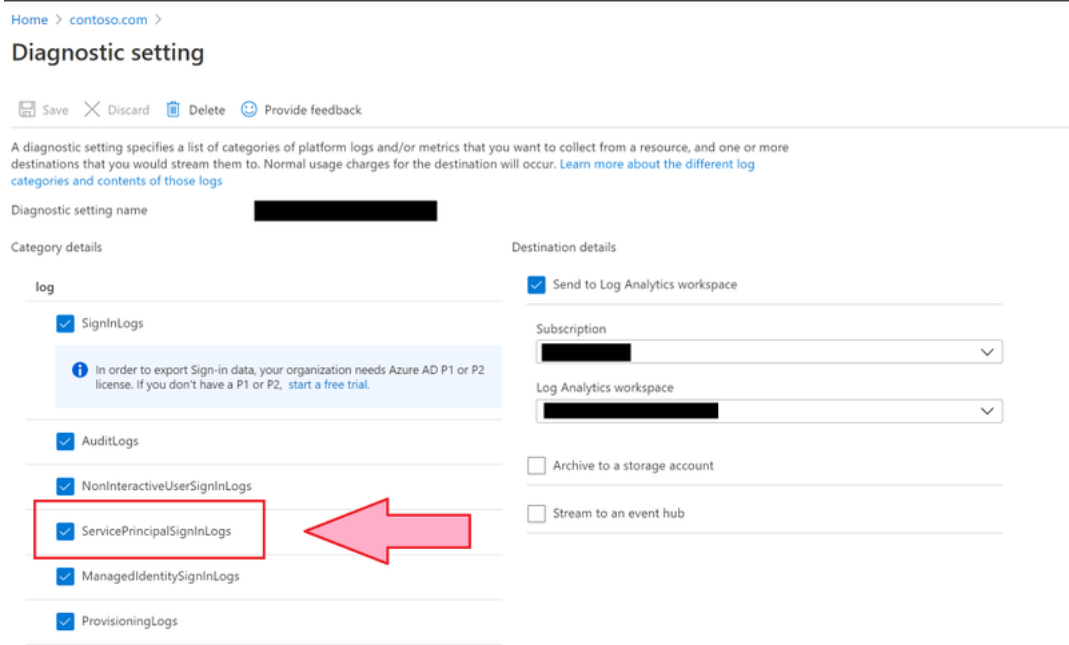 Home > contoso.com >
Diagnostic setting
Save Discard Delete Provide feedback
A diagnostic setting specifies a list of categories of platform logs and/or metrics that you want to collect from a resource, and one or more
destinations that you would stream them to. Normal usage charges for the destination will occur. Learn more about the different log
categories and contents of those logs
Diagnostic setting name
Category details
Destination details
log
Send to Log Analytics workspace
SignInLogs
Subscription
In order to export Sign-in data, your organization needs Azure AD P1 or P2
license. If you don't have a P1 or P2, start a free trial.
Log Analytics workspace
AuditLogs
Archive to a storage account
NonInteractiveUserSignInLogs
Stream to an event hub
ServicePrincipalSignInLogs
ManagedIdentitySignInLogs
ProvisioningLogs